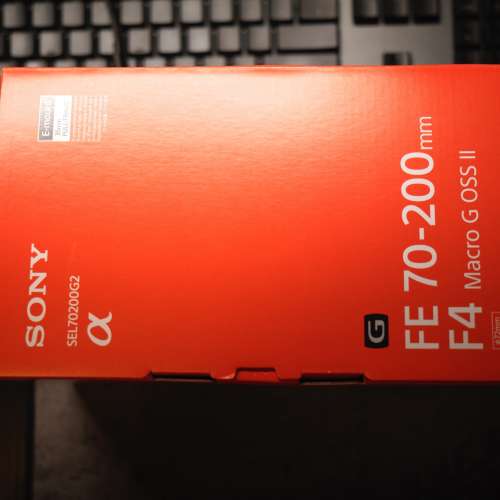 SONY
SEL70200G2
α
E-mount
G
FE 70-200mm
F4 Macro G OSS II